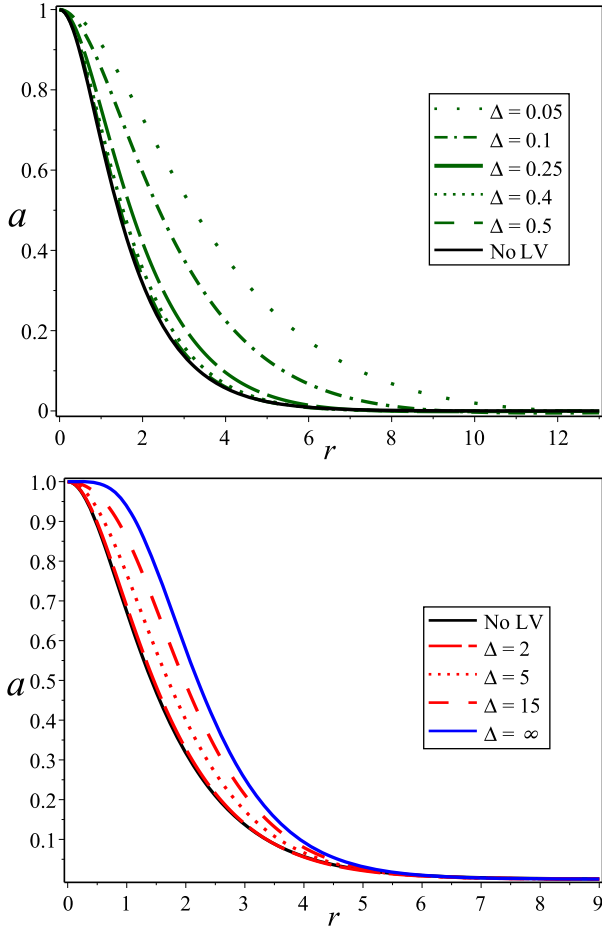 1
0.8
0.6
a
0.4
0.2
0
0 2 4 6 8 10 12
r
Δ = 0.05
Δ = 0.1
Δ = 0.25
Δ = 0.4
Δ = 0.5
No LV
1.0
0.9
0.8
0.7
0.6
a 0.5
0.4
0.3
0.2
0.1
0 1 2 3 4 5 6 7 8 9
r
No LV
Δ = 2
Δ = 5
Δ = 15
Δ = ∞